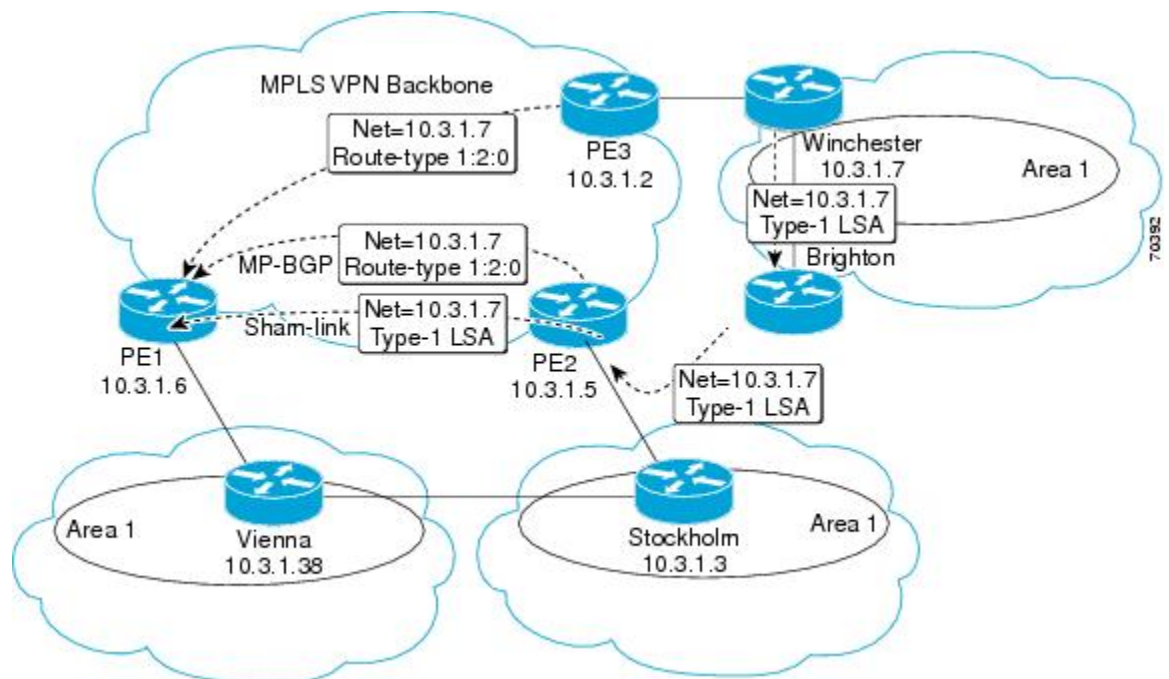 MPLS VPN Backbone
Net=10.3.1.7
Route-type 1:2:0
PE3
10.3.1.2
Winchester
10.3.1.7
Area 1
Net=10.3.1.7
Type-1 LSA
Brighton
70392
MP-BGP
Net=10.3.1.7
Route-type 1:2:0
Sham-link
Net=10.3.1.7
Type-1 LSA
PE1
10.3.1.6
PE2
10.3.1.5
Net=10.3.1.7
Type-1 LSA
Area 1
Vienna
10.3.1.38
Stockholm
10.3.1.3
Area 1